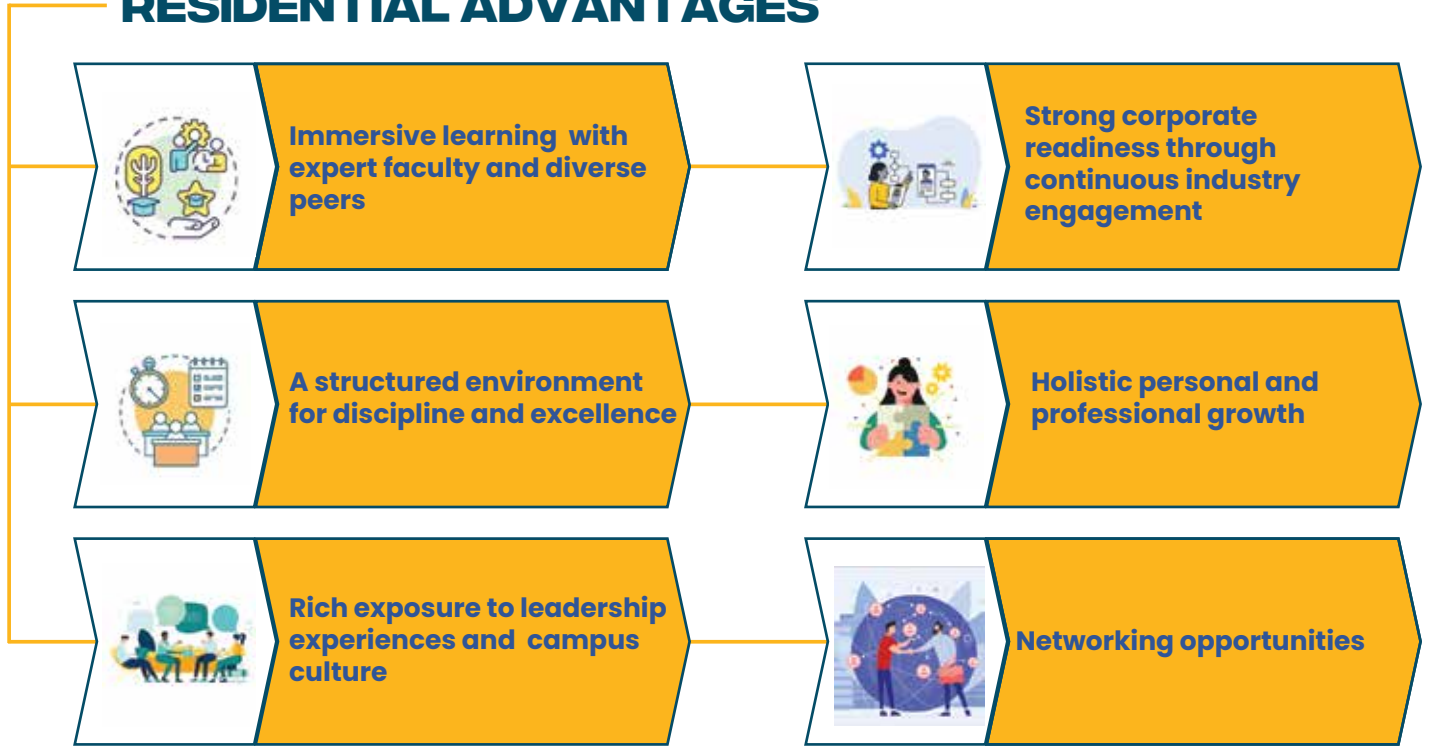 RESIDENTIAL ADVANTAGES
Immersive learning with
expert faculty and diverse
peers
Strong corporate
readiness through
continuous industry
engagement
A structured environment
for discipline and excellence
Holistic personal and
professional growth
Rich exposure to leadership
experiences and campus
culture
Networking opportunities